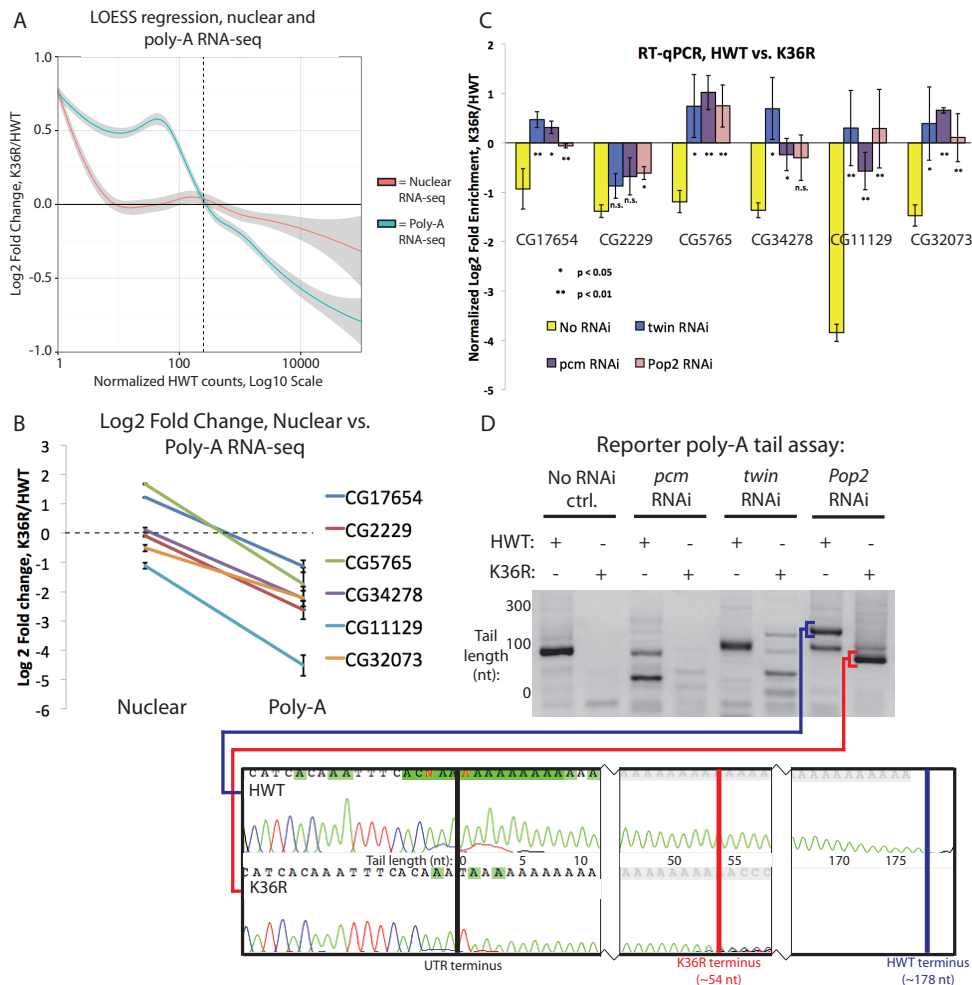 A
LOESS regression, nuclear and
poly-A RNA-seq
Log2 Fold Change, K36R/HWT
1.0
0.5
0.0
-0.5
-1.0
1
100
10000
Normalized HWT counts, Log10 Scale
= Nuclear
RNA-seq
= Poly-A
RNA-seq
B
Log2 Fold Change, Nuclear vs.
Poly-A RNA-seq
Log 2 Fold change, K36R/HWT
3
2
1
0
-1
-2
-3
-4
-5
-6
Nuclear
Poly-A
CG17654
CG2229
CG5765
CG34278
CG11129
CG32073
C
RT-qPCR, HWT vs. K36R
Normalized Log2 Fold Enrichment, K36R/HWT
2
1
0
-1
-2
-3
-4
-5
** * **
n.s. n.s. *
* ** **
* * n.s.
** ** **
* ** **
CG17654
CG2229
CG5765
CG34278
CG11129
CG32073
* p < 0.05
** p < 0.01
No RNAi
twin RNAi
pcm RNAi
Pop2 RNAi
D
Reporter poly-A tail assay:
No RNAi
ctrl.
pcm
RNAi
twin
RNAi
Pop2
RNAi
HWT: + - + - + - + -
K36R: - + - + - + - +
Tail
length
(nt):
300
100
0
CATCACAAATTTCACNAAAAAAAAAAAAA
AAAAAAAAAAAAA
AAAAAAAAAAA
HWT
Tail length (nt):
0
5
10
50
55
170
175
CATCACAAATTTCACAAATAAAAAAAAAA
AAAAAAAAAACCC
K36R
UTR terminus
K36R terminus
(~54 nt)
HWT terminus
(~178 nt)